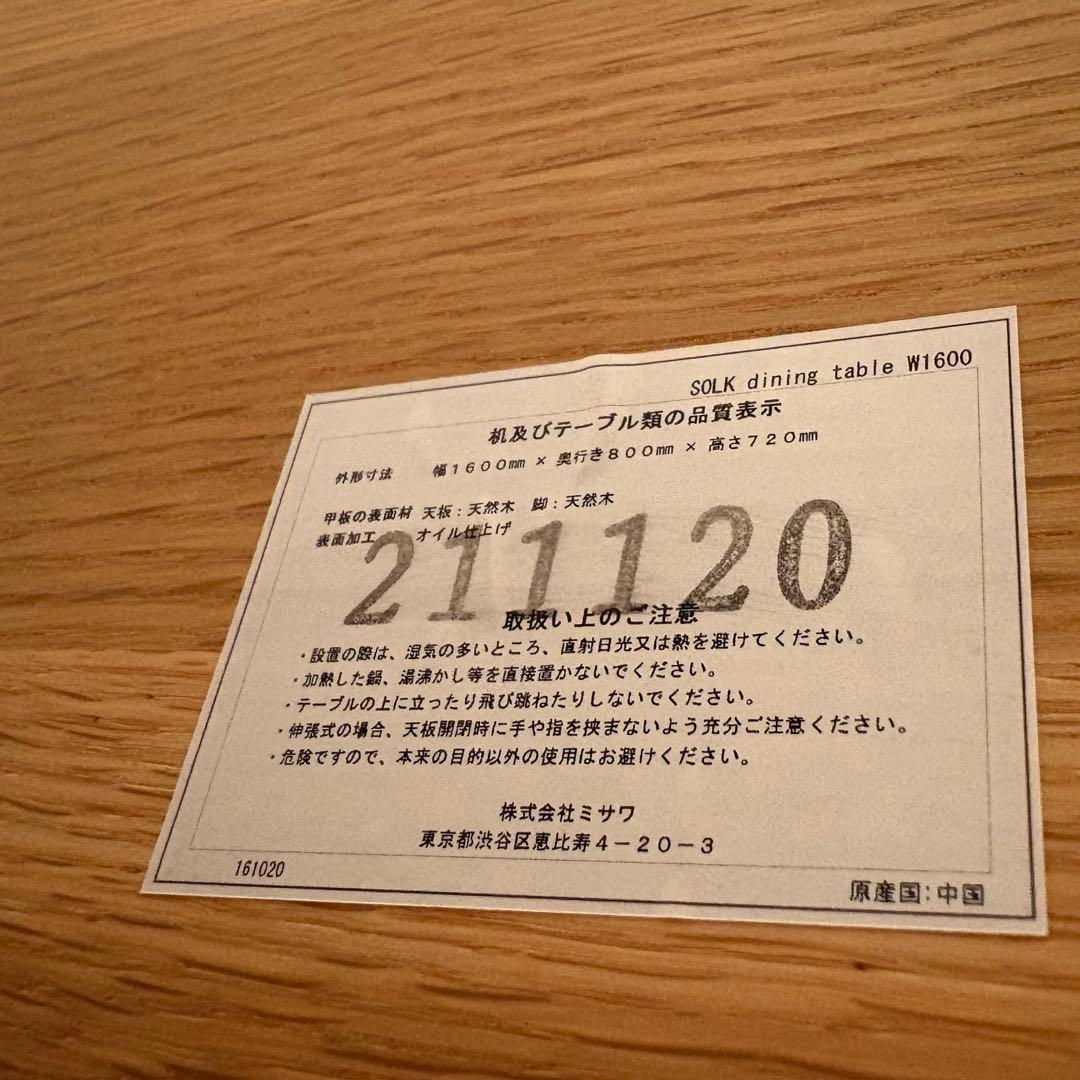 SOLK dining table W1600
机及びテーブル類の品質表示
外形寸法 幅1600㎜ × 奥行き800㎜ × 高さ720㎜
甲板の表面材 天板：天然木 脚：天然木
表面加工 オイル仕上げ
211120
取扱い上のご注意
・設置の際は、湿気の多いところ、直射日光又は熱を避けてください。
・加熱した鍋、湯沸かし等を直接置かないでください。
・テーブルの上に立ったり飛び跳ねたりしないでください。
・伸張式の場合、天板開閉時に手や指を挟まないよう充分ご注意ください。
・危険ですので、本来の目的以外の使用はお避けください。
株式会社ミサワ
東京都渋谷区恵比寿4－20－3
161020
原産国：中国